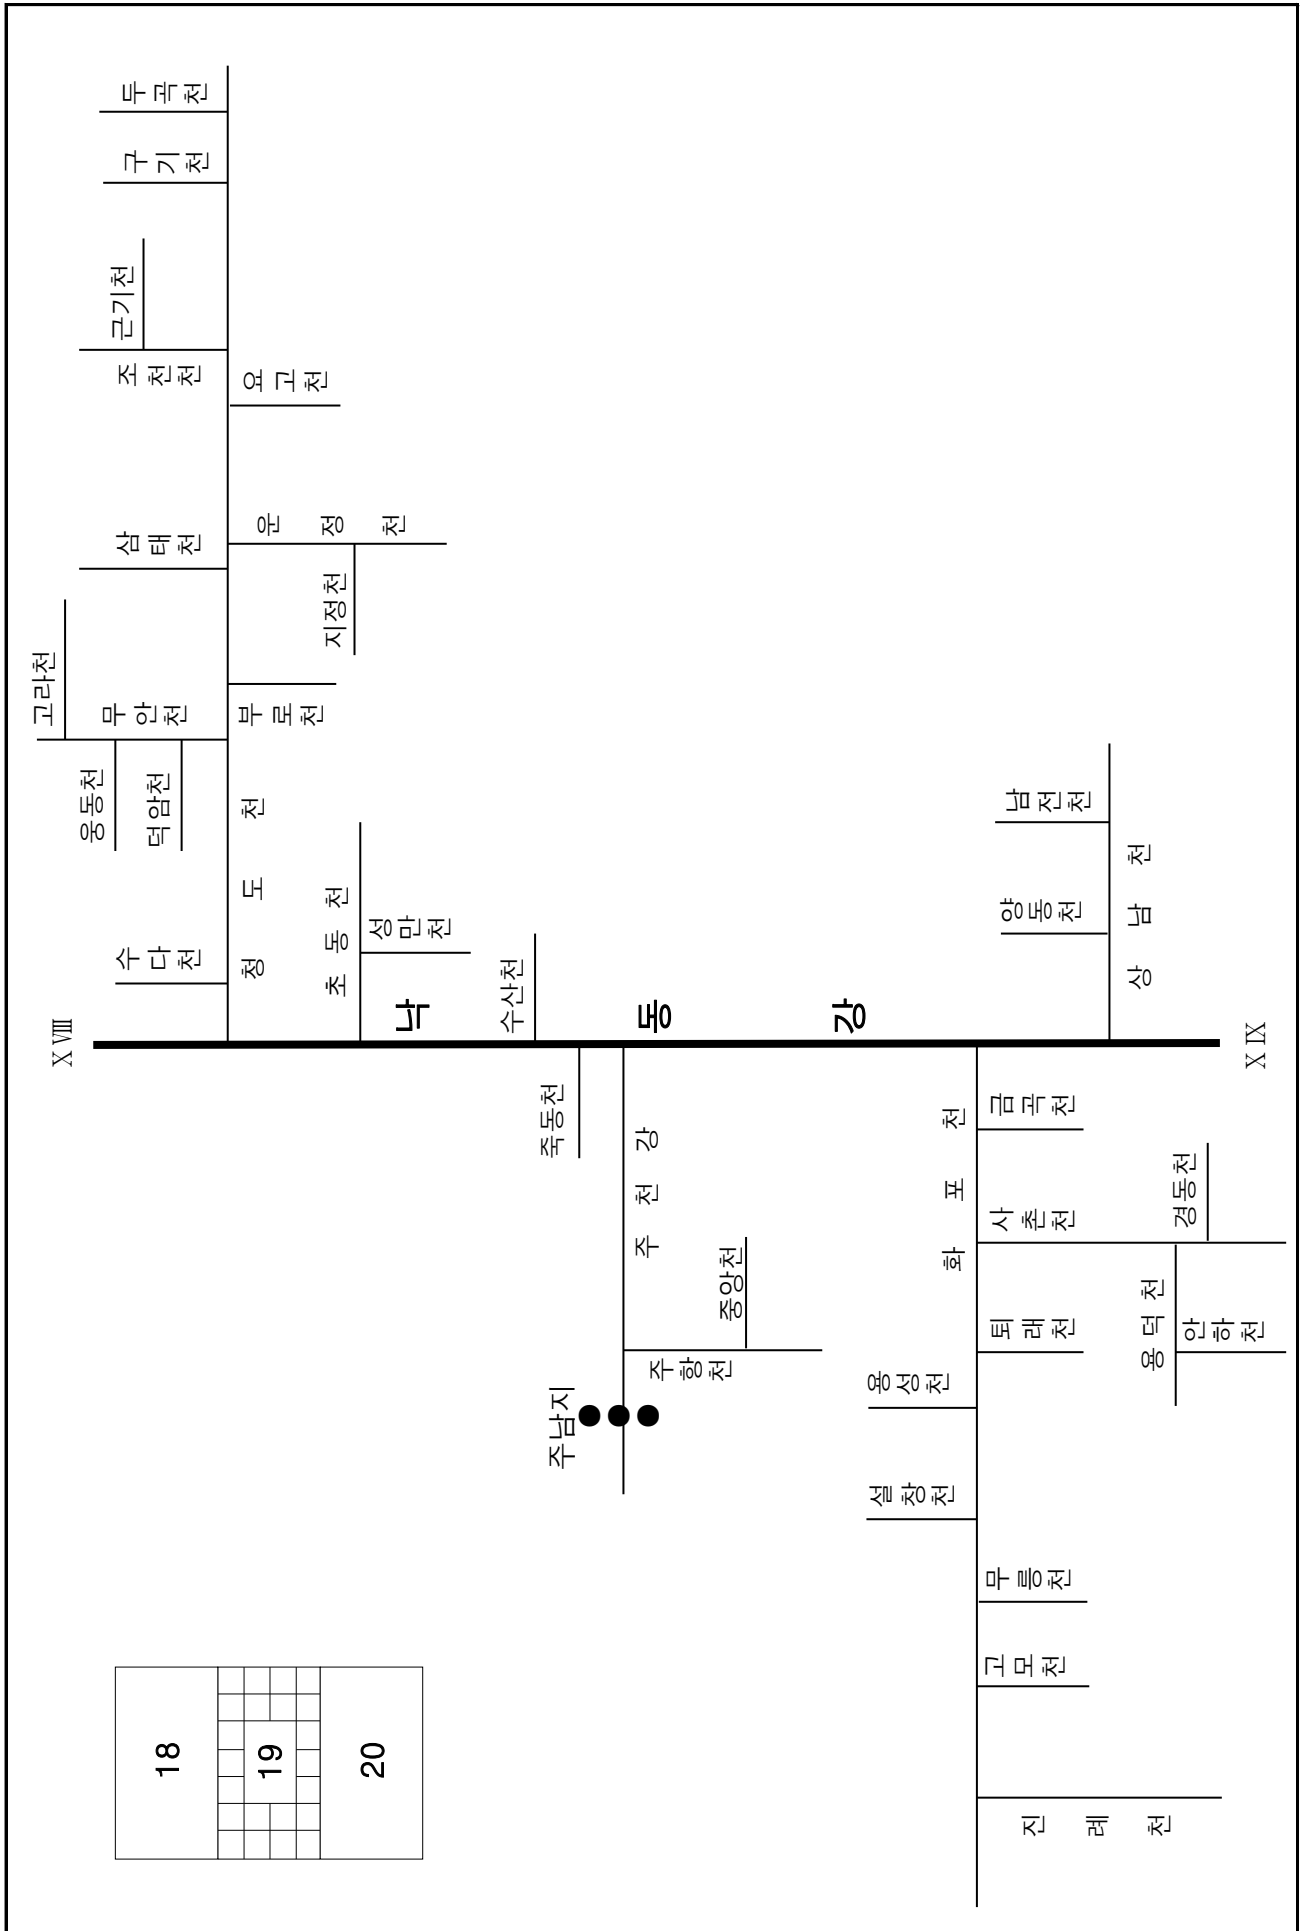 두곡천
구기천
근기천
조천천
요고천
삼태천
운정천
지정천
고라천
무안천
부로천
웅동천
덕암천
청도천
수다천
초동천
성만천
수산천
ⅩⅧ
낙동강
ⅩⅨ
남전천
양동천
상남천
죽동천
주천강
중앙천
주항천
주남지
화포천
금곡천
사촌천
경동천
용덕천
안하천
퇴래천
용성천
설창천
무릉천
고모천
진례천
18
19
20